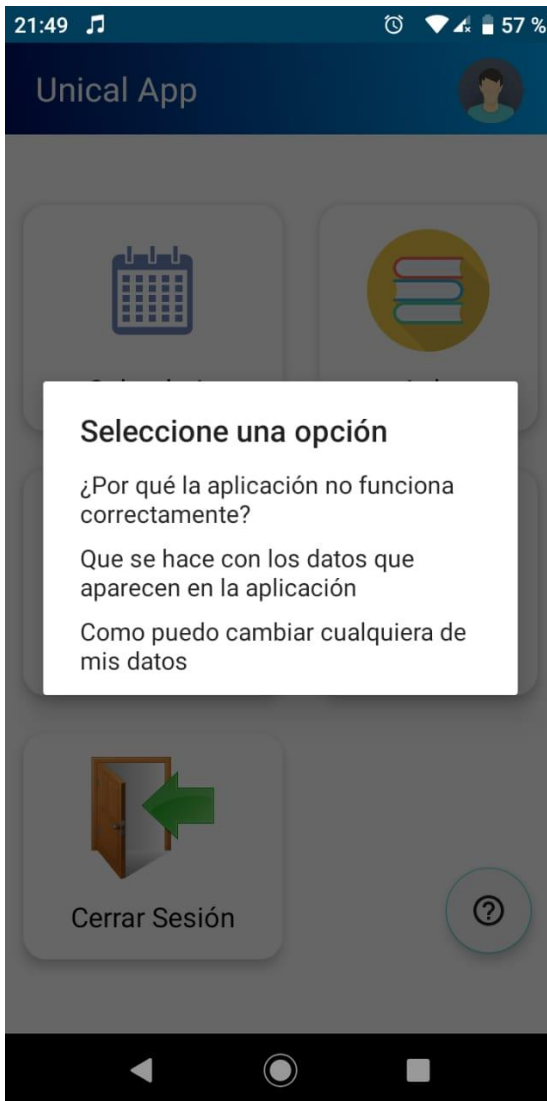 21:49
57 %
Unical App
Seleccione una opción
¿Por qué la aplicación no funciona
correctamente?
Que se hace con los datos que
aparecen en la aplicación
Como puedo cambiar cualquiera de
mis datos
Cerrar Sesión